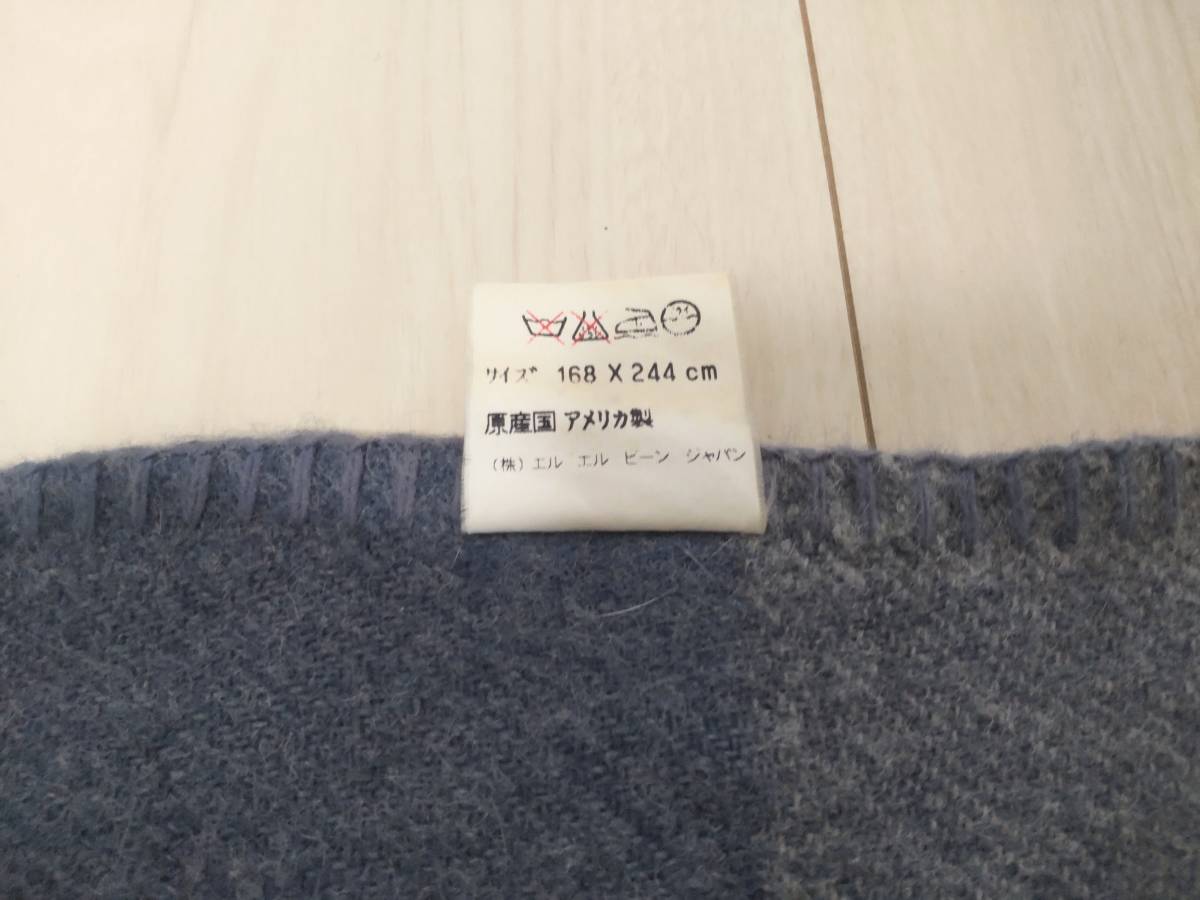 サイズ 168 X 244 cm
原産国 アメリカ製
（株）エル エル ビーン ジャパン